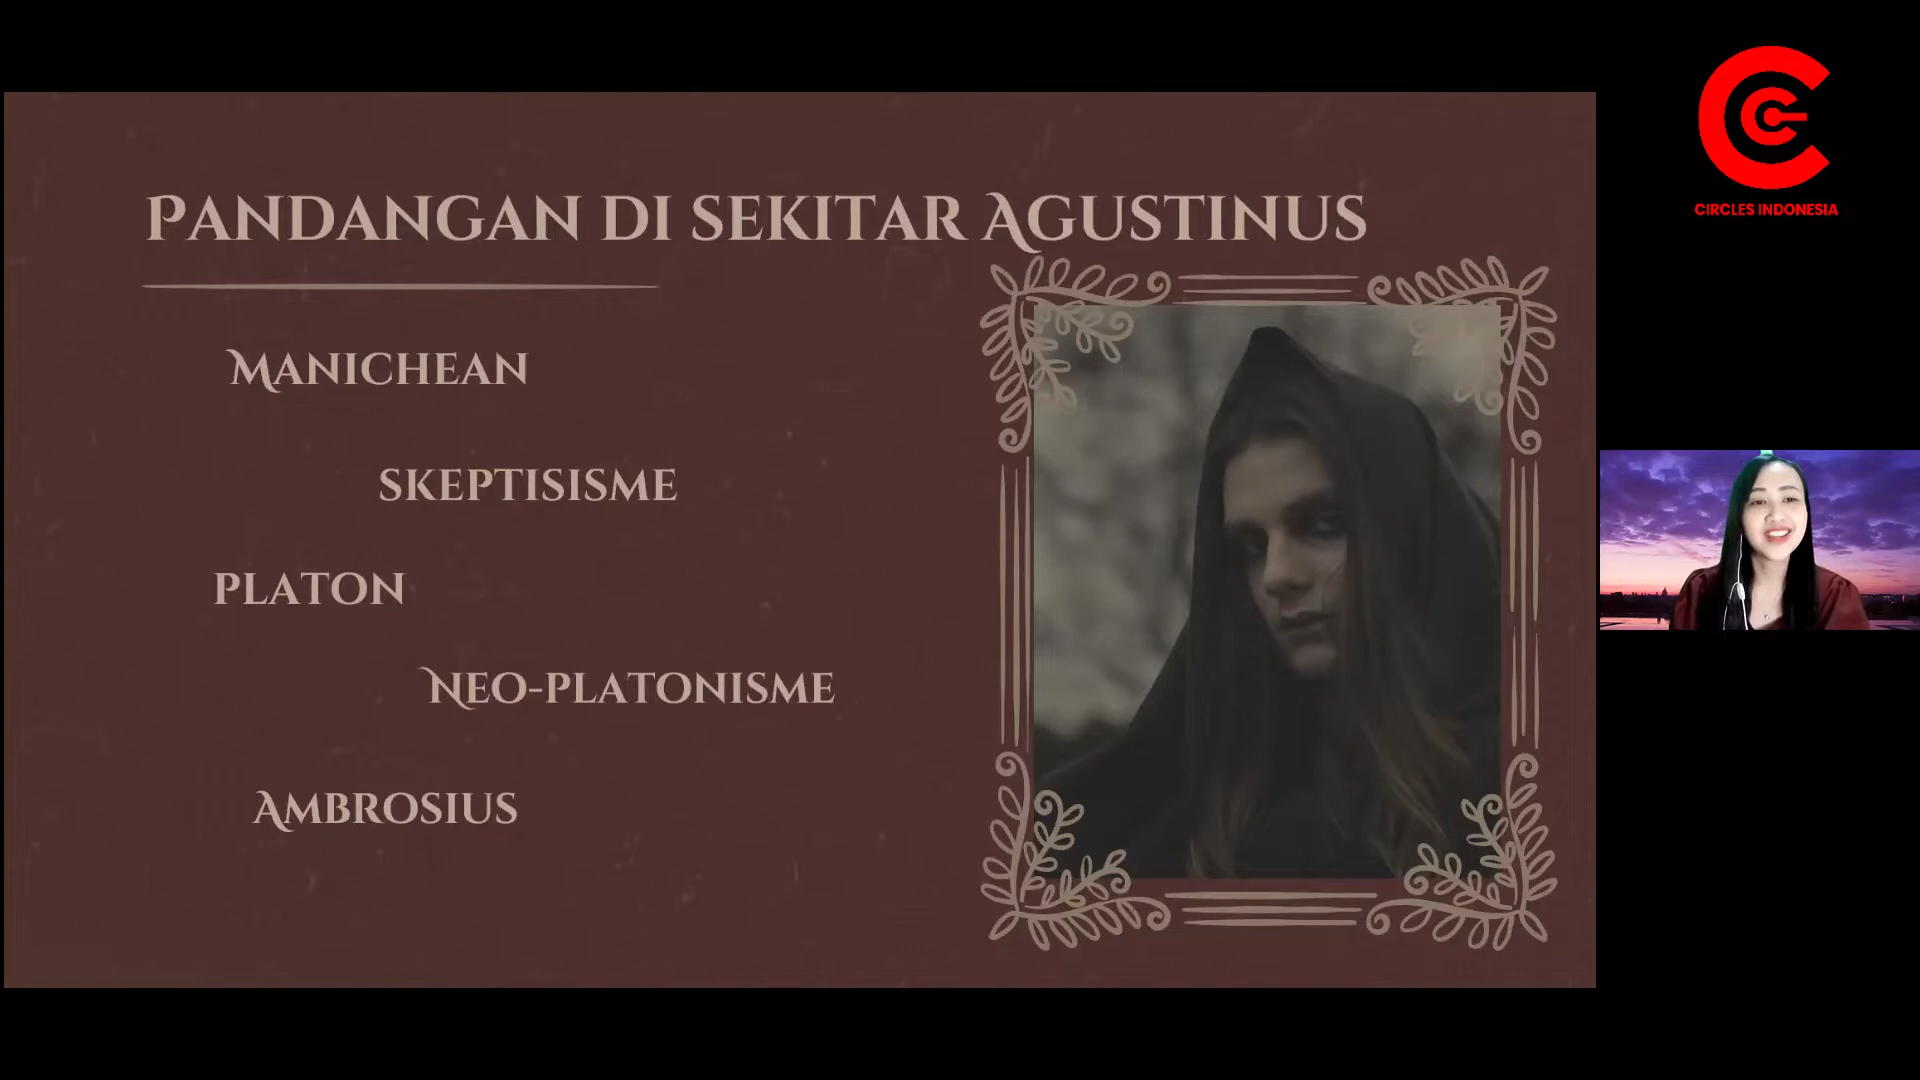 Pandangan di sekitar Agustinus
Manichean
skeptisisme
platon
Neo-platonisme
Ambrosius
CIRCLES INDONESIA